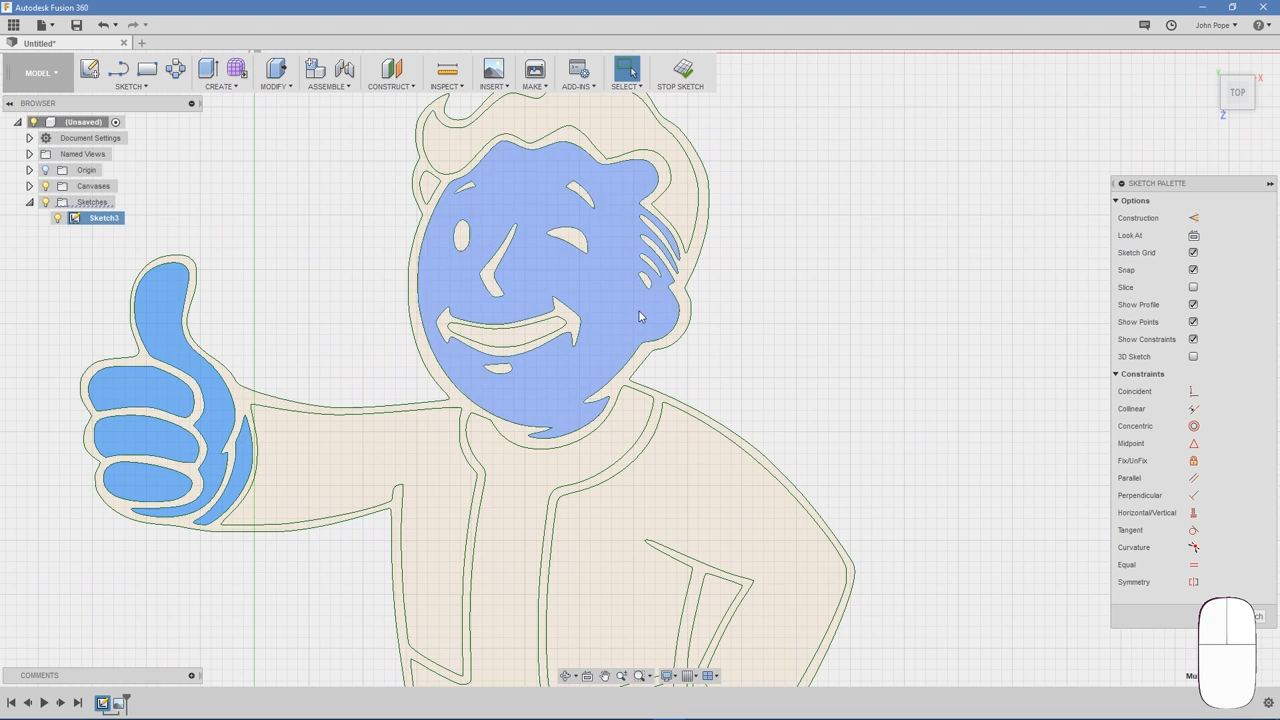 Autodesk Fusion 360
John Pope
Untitled*
MODEL
SKETCH
CREATE
MODIFY
ASSEMBLE
CONSTRUCT
INSPECT
INSERT
MAKE
ADD-INS
SELECT
STOP SKETCH
BROWSER
(Unsaved)
Document Settings
Named Views
Origin
Canvases
Sketches
Sketch3
TOP
X
Y
Z
SKETCH PALETTE
Options
Construction
Look At
Sketch Grid
Snap
Slice
Show Profile
Show Points
Show Constraints
3D Sketch
Constraints
Coincident
Collinear
Concentric
Midpoint
Fix/UnFix
Parallel
Perpendicular
Horizontal/Vertical
Tangent
Curvature
Equal
Symmetry
COMMENTS